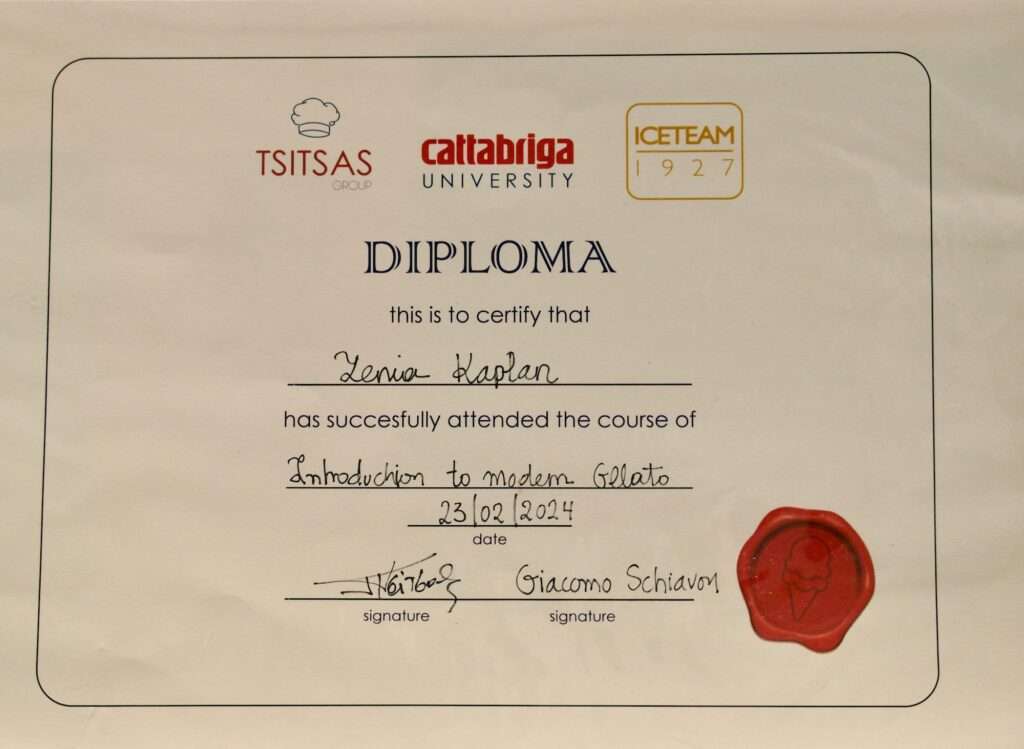 TSITSAS
GROUP
cattabriga
UNIVERSITY
ICETEAM
1927
DIPLOMA
this is to certify that
Zenia Kaplan
has succesfully attended the course of
Introduction to modern Gelato
23/02/2024
date
Giacomo Schiavon
signature signature